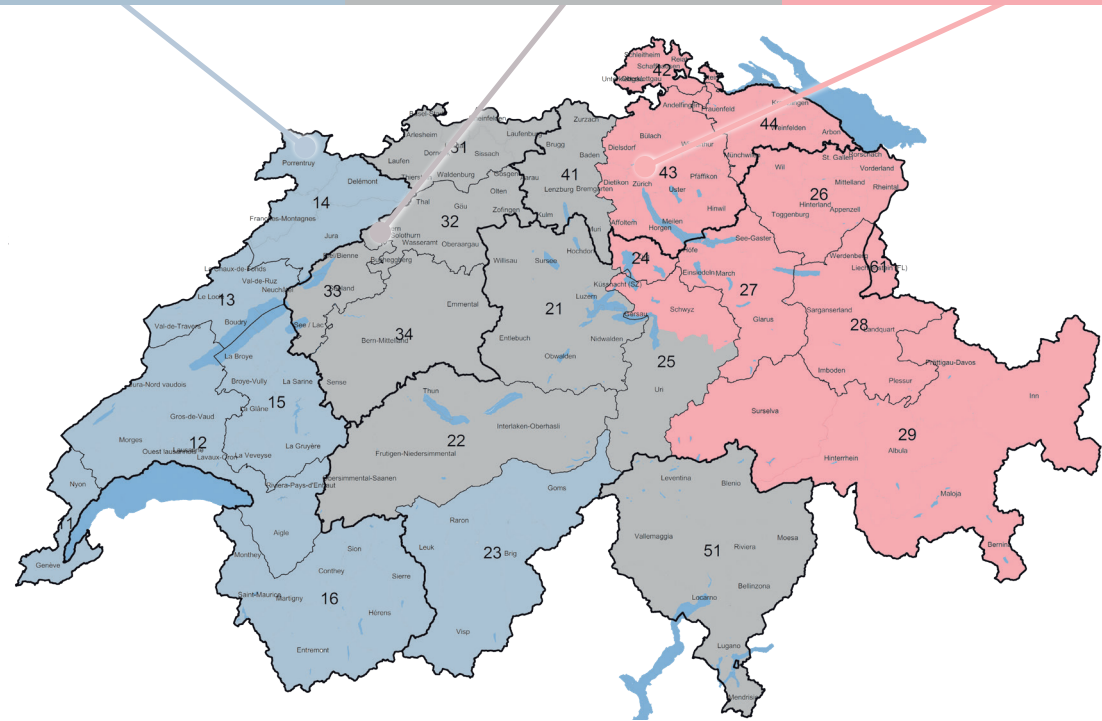 Schleitheim
Reiat
Schaffhausen
42
Stein
Andelfingen
Frauenfeld
Kreuzlingen
44
Weinfelden
Arbon
Basel-Stadt
Rheinfelden
Zurzach
Arlesheim
Laufenburg
Brugg
Bülach
Dielsdorf
Winterthur
Münchwilen
31
Sissach
Baden
Laufen
Waldenburg
Gösgen
Aarau
41
Lenzburg
Bremgarten
Dietikon
Zürich
43
Uster
Pfäffikon
Wil
St. Gallen
Rorschach
Vorderland
Mittelland
Rheintal
26
Hinterland
Appenzell
Toggenburg
Porrentruy
Delémont
14
Thal
Gäu
Olten
Zofingen
Kulm
Franches-Montagnes
Jura
32
Solothurn
Wasseramt
Oberaargau
Muri
Affoltern
Meilen
Horgen
Hinwil
See-Gaster
Bucheggberg
Willisau
Sursee
Hochdorf
24
Höfe
Einsiedeln
March
Werdenberg
Liechtenstein (FL)
61
La Chaux-de-Fonds
Val-de-Ruz
Neuchâtel
Le Locle
13
Boudry
Val-de-Travers
33
See / Lac
Emmental
34
Bern-Mittelland
21
Luzern
Entlebuch
Obwalden
Nidwalden
Küssnacht (SZ)
Gersau
Schwyz
27
Glarus
Sarganserland
28
Landquart
Prättigau-Davos
Imboden
Plessur
Inn
La Broye
Jura-Nord vaudois
Broye-Vully
La Sarine
Sense
La Glâne
15
Gros-de-Vaud
Thun
25
Uri
Surselva
29
Albula
Hinterrhein
Morges
12
Lausanne
Ouest lausannois
Lavaux-Oron
La Veveyse
La Gruyère
22
Interlaken-Oberhasli
Frutigen-Niedersimmental
Obersimmental-Saanen
Riviera-Pays-d'Enhaut
Nyon
11
Genève
Aigle
Goms
Raron
Leuk
23
Brig
Visp
Leventina
Blenio
Vallemaggia
51
Riviera
Moesa
Maloja
Bernina
Monthey
Sion
Conthey
Sierre
Saint-Maurice
Martigny
16
Hérens
Entremont
Bellinzona
Locarno
Lugano
Mendrisio